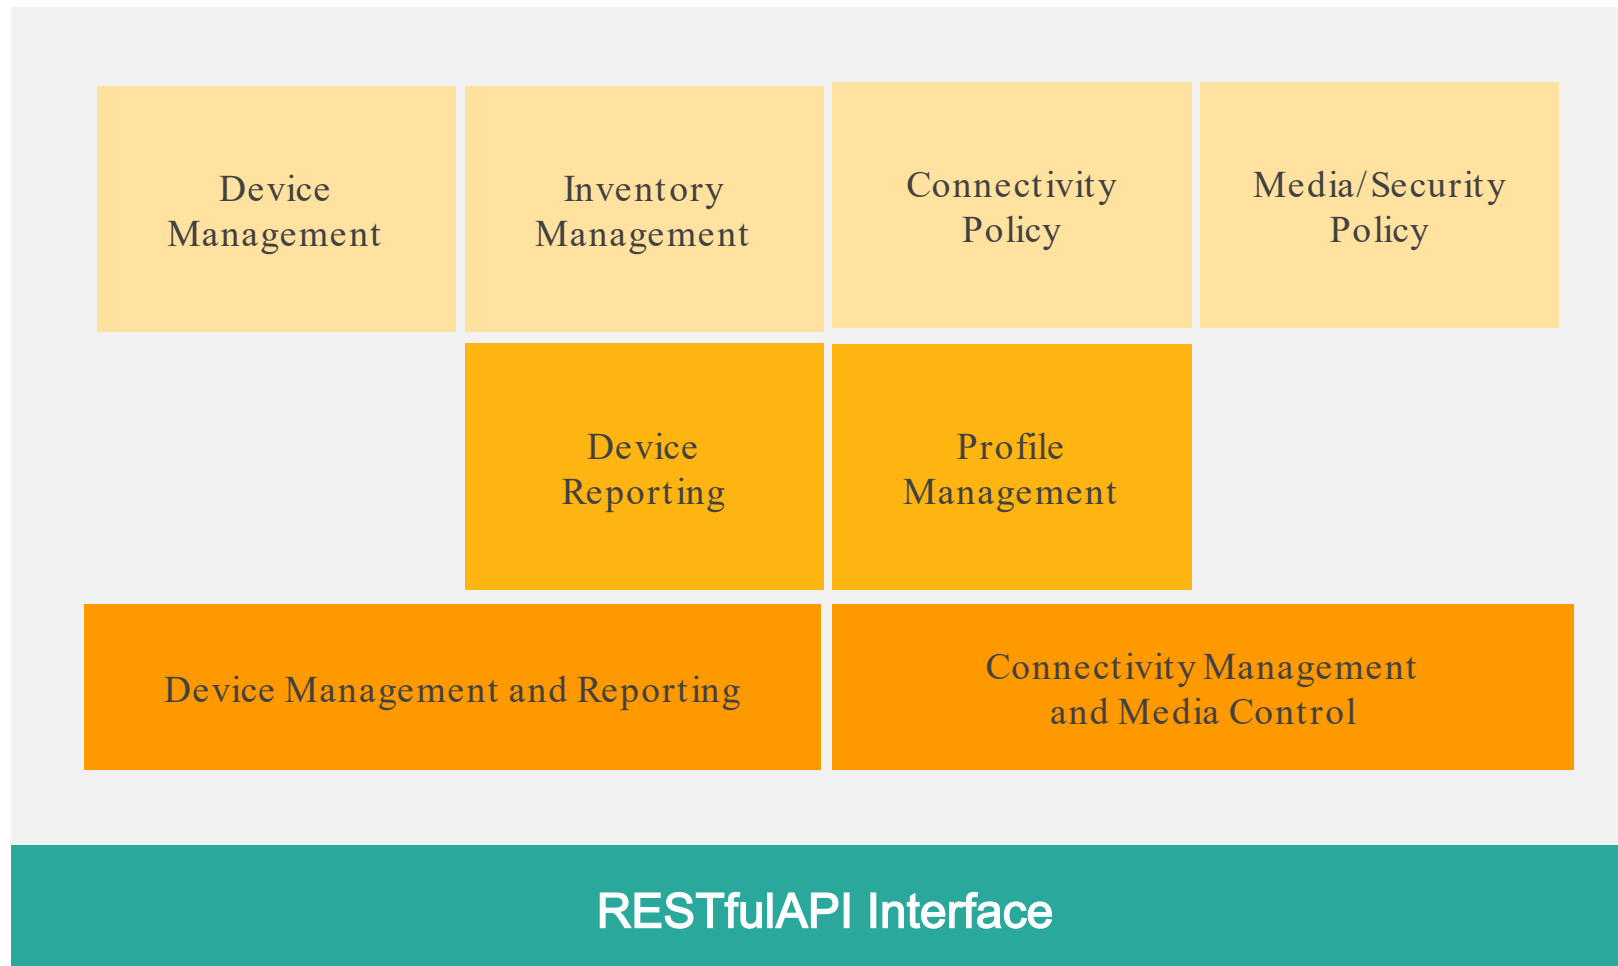 Device
Management
Inventory
Management
Connectivity
Policy
Media/Security
Policy
Device
Reporting
Profile
Management
Device Management and Reporting
Connectivity Management
and Media Control
RESTfulAPI Interface